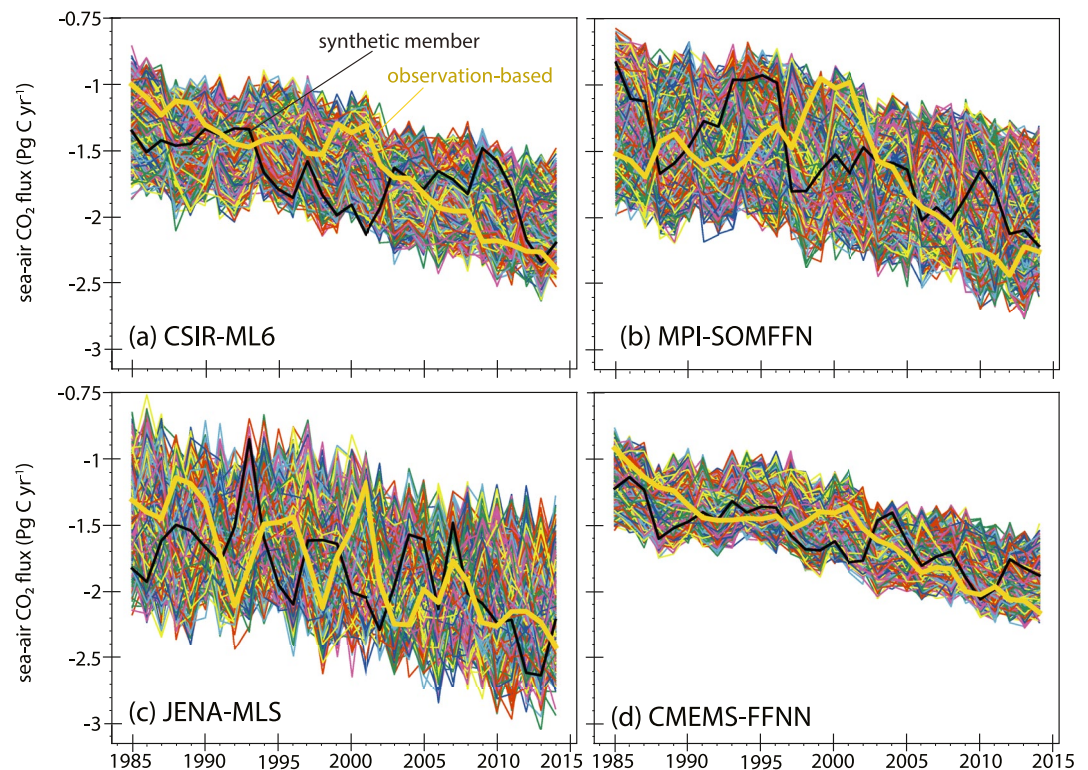 -0.75
-1
-1.5
-2
-2.5
-3
sea-air CO₂ flux (Pg C yr⁻¹)
synthetic member
observation-based
(a) CSIR-ML6
(b) MPI-SOMFFN
-0.75
-1
-1.5
-2
-2.5
-3
sea-air CO₂ flux (Pg C yr⁻¹)
(c) JENA-MLS
(d) CMEMS-FFNN
1985 1990 1995 2000 2005 2010 2015
1985 1990 1995 2000 2005 2010 2015